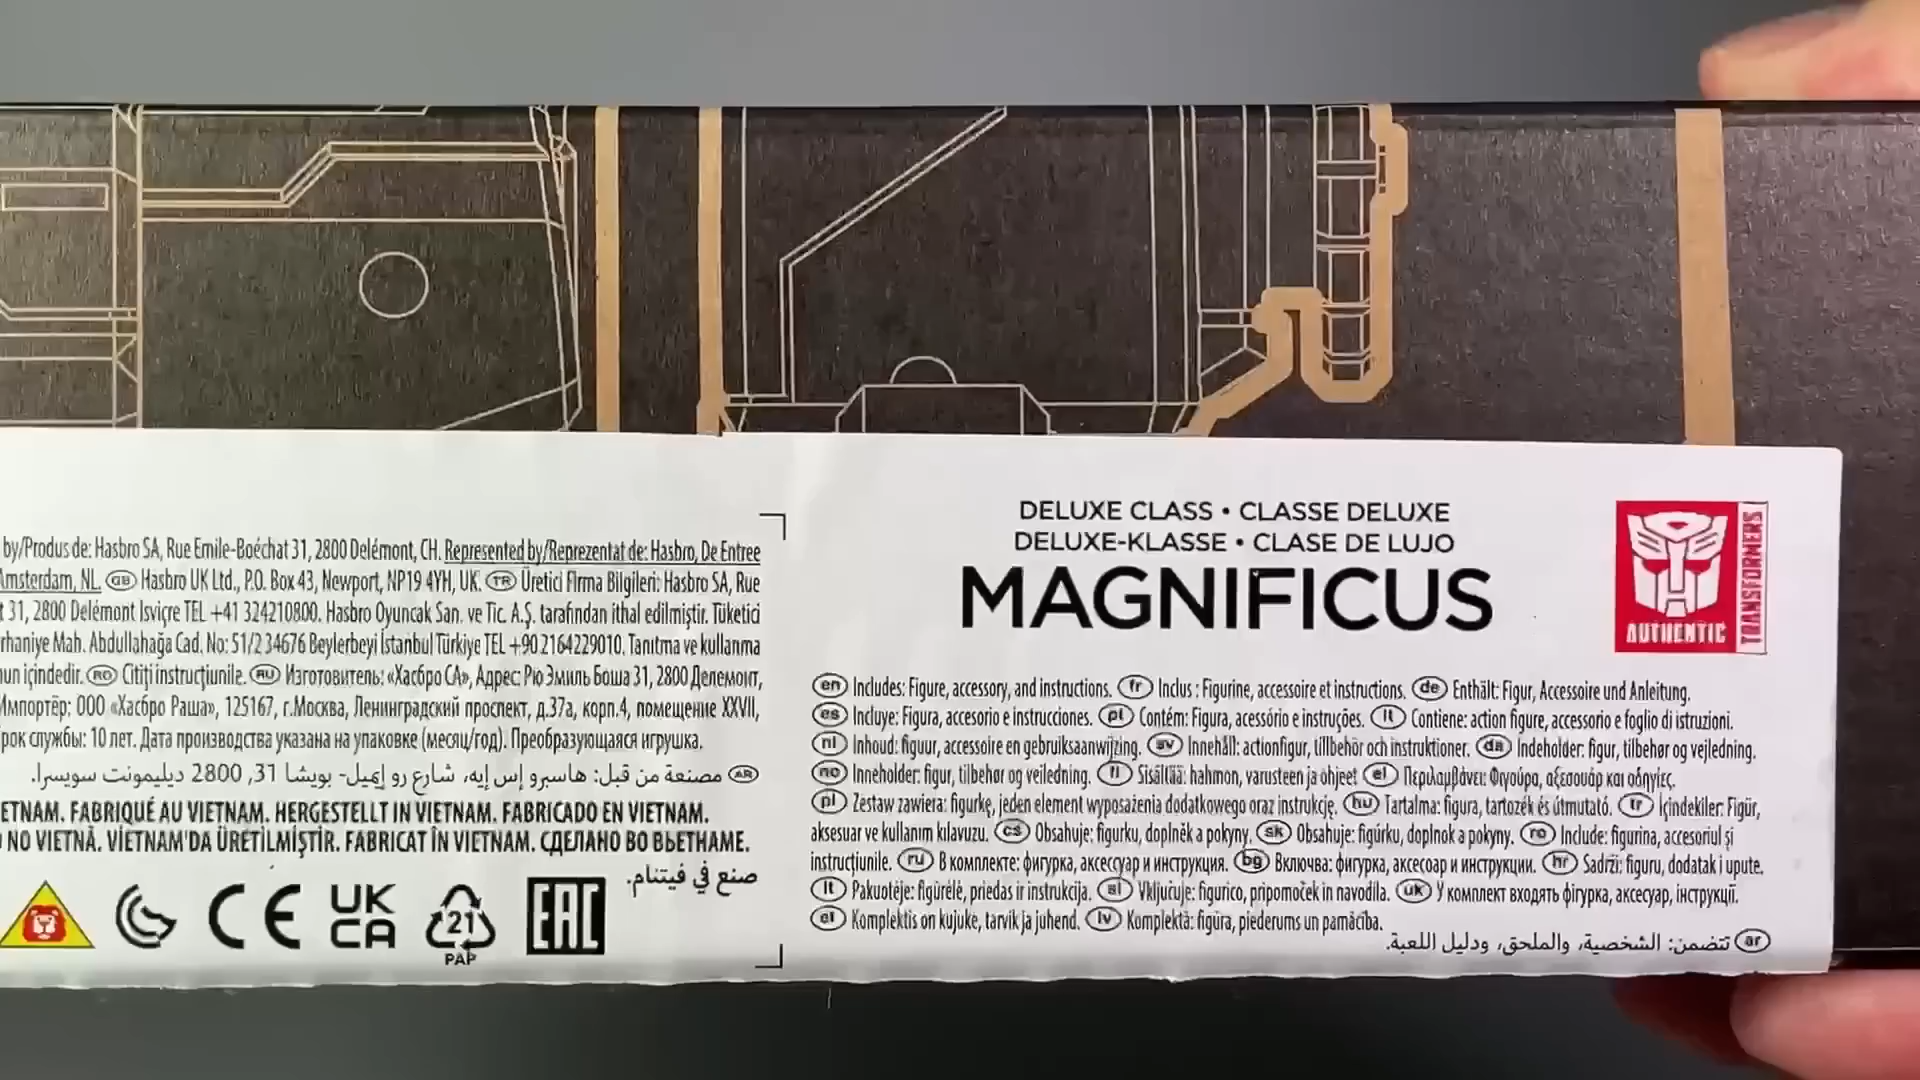 by/Produs de: Hasbro SA, Rue Emile-Boéchat 31, 2800 Delémont, CH. Represented by/Reprezentat de: Hasbro, De Entree
Amsterdam, NL. GB Hasbro UK Ltd., P.O. Box 43, Newport, NP19 4YH, UK. TR Üretici Firma Bilgileri: Hasbro SA, Rue
31, 2800 Delémont İsviçre TEL +41 324210800. Hasbro Oyuncak San. ve Tic. A.Ş. tarafından ithal edilmiştir. Tüketici
Mah. Abdullahağa Cad. No: 51/2 34676 Beylerbeyi İstanbul Türkiye TEL +90 2164229010. Tanıtma ve kullanma
içindedir. RO Citiți instrucțiunile. RU Изготовитель: «Хасбро СА», Адрес: Рю Эмиль Боша 31, 2800 Делемонт,
Импортёр: ООО «Хасбро Раша», 125167, г.Москва, Ленинградский проспект, д.37а, корп.4, помещение XXVII,
службы: 10 лет. Дата производства указана на упаковке (месяц/год). Преобразующаяся игрушка.
AR مصنعة من قبل: هاسبرو إس إيه، شارع رو إميل- بويشا 31, 2800 ديليمونت سويسرا.
FABRIQUÉ AU VIETNAM. HERGESTELLT IN VIETNAM. FABRICADO EN VIETNAM.
NO VIETNÃ. VİETNAM'DA ÜRETİLMİŞTİR. FABRICAT ÎN VIETNAM. СДЕЛАНО ВО ВЬЕТНАМЕ.
صنع في فيتنام.
CE
UK
CA
21
PAP
EAC
DELUXE CLASS • CLASSE DELUXE
DELUXE-KLASSE • CLASE DE LUJO
MAGNIFICUS
AUTHENTIC
TRANSFORMERS
en Includes: Figure, accessory, and instructions. fr Inclus : Figurine, accessoire et instructions. de Enthält: Figur, Accessoire und Anleitung.
es Incluye: Figura, accesorio e instrucciones. pt Contém: Figura, acessório e instruções. it Contiene: action figure, accessorio e foglio di istruzioni.
nl Inhoud: figuur, accessoire en gebruiksaanwijzing. sv Innehåll: actionfigur, tillbehör och instruktioner. da Indeholder: figur, tilbehør og vejledning.
no Inneholder: figur, tilbehør og veiledning. fi Sisältää: hahmon, varusteen ja ohjeet el Περιλαμβάνει: Φιγούρα, αξεσουάρ και οδηγίες.
pl Zestaw zawiera: figurkę, jeden element wyposażenia dodatkowego oraz instrukcję. hu Tartalma: figura, tartozék és útmutató. tr İçindekiler: Figür,
aksesuar ve kullanım kılavuzu. cs Obsahuje: figurku, doplněk a pokyny. sk Obsahuje: figúrku, doplnok a pokyny. ro Include: figurina, accesoriul și
instrucțiunile. ru В комплекте: фигурка, аксессуар и инструкция. bg Включва: фигурка, аксесоар и инструкции. hr Sadrži: figuru, dodatak i upute.
lt Pakuotėje: figūrėlė, priedas ir instrukcija. sl Vključuje: figurico, pripomoček in navodila. uk У комплект входять фігурка, аксесуар, інструкції.
et Komplektis on kujuke, tarvik ja juhend. lv Komplektā: figūra, piederums un pamācība.
ar تتضمن: الشخصية، والملحق، ودليل اللعبة.